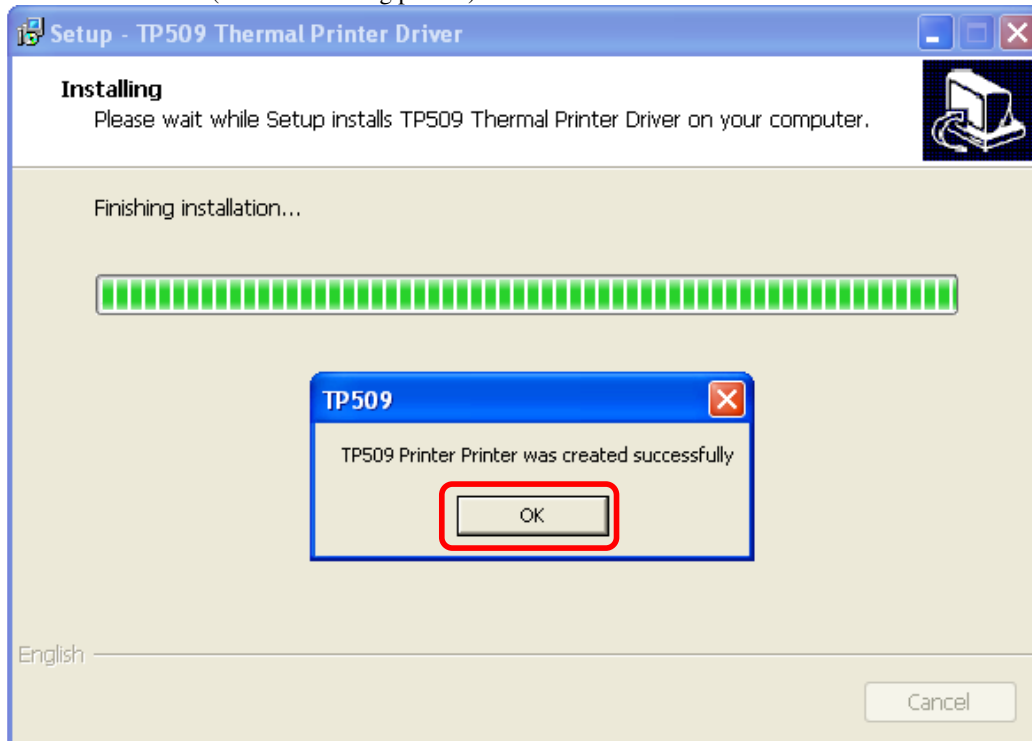 Setup - TP509 Thermal Printer Driver
Installing
Please wait while Setup installs TP509 Thermal Printer Driver on your computer.
Finishing installation...
TP509
TP509 Printer Printer was created successfully
OK
English
Cancel